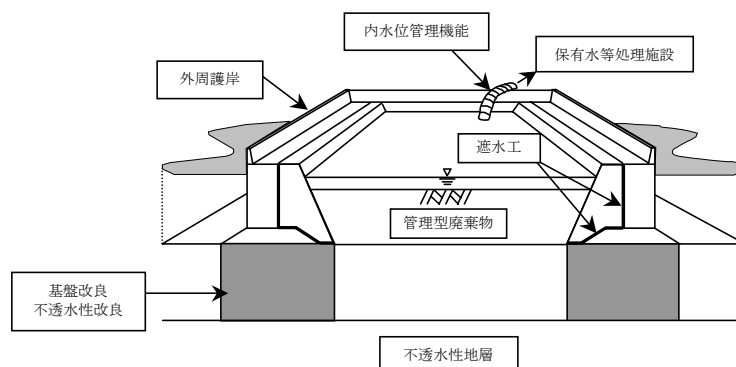 内水位管理機能
保有水等処理施設
外周護岸
遮水工
管理型廃棄物
基盤改良
不透水性改良
不透水性地層